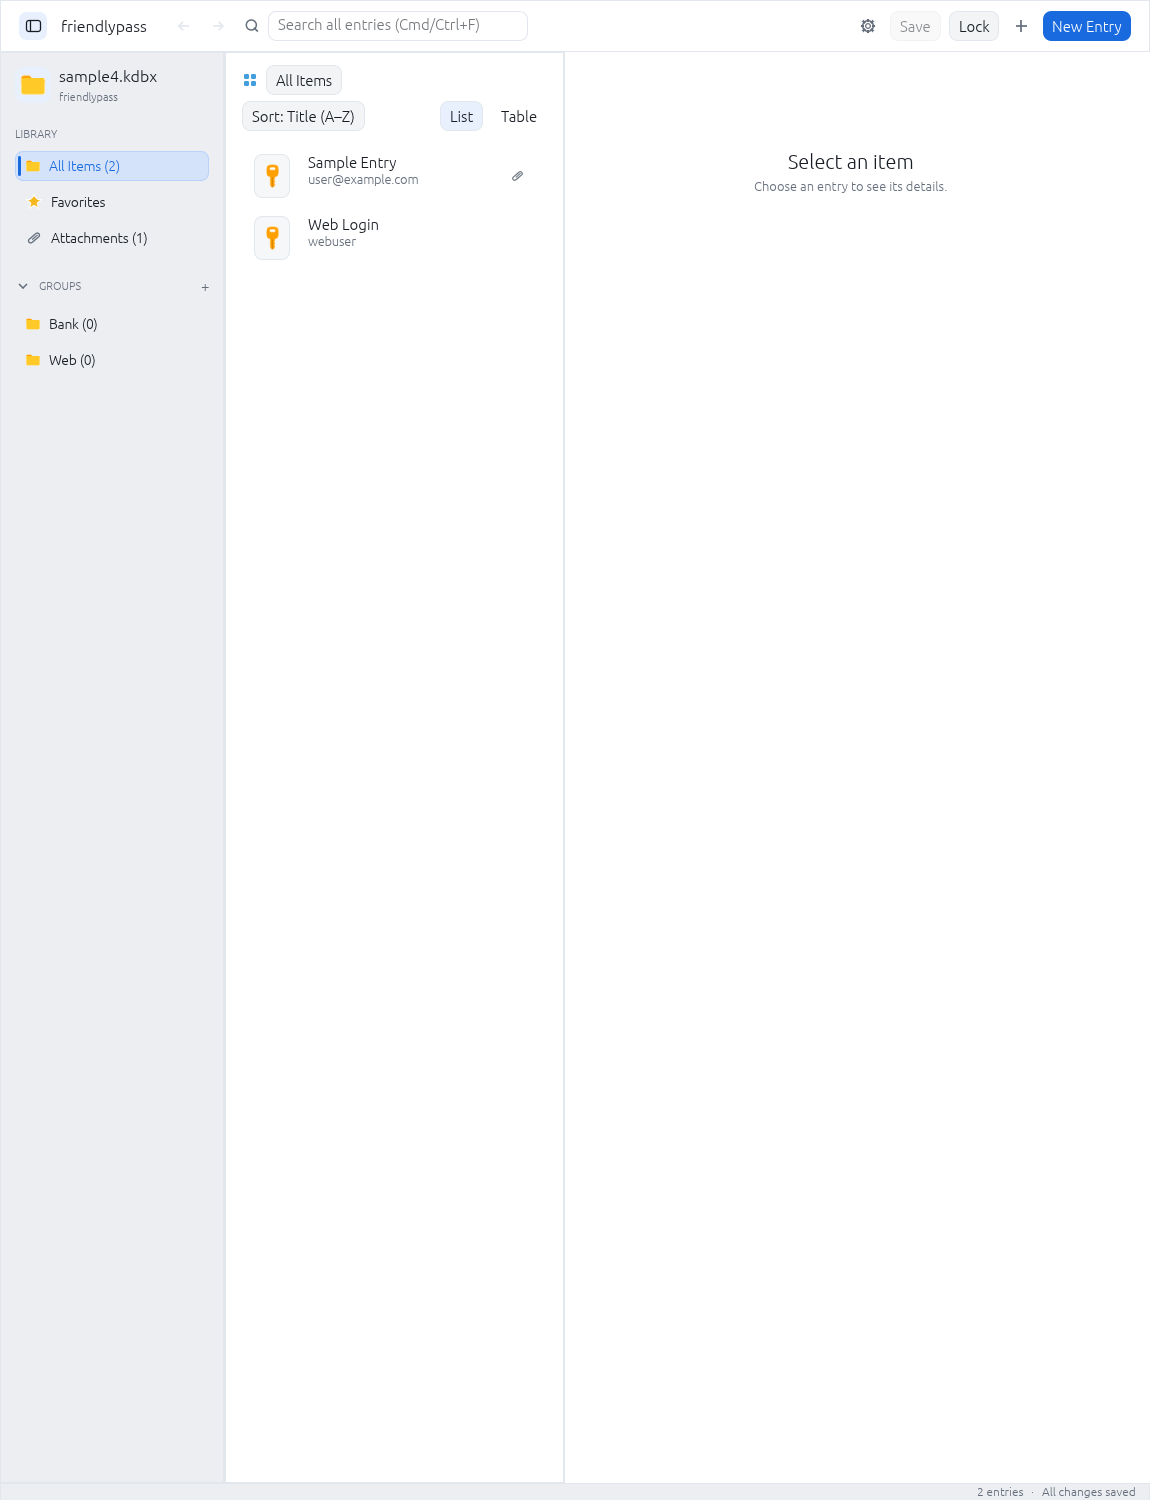 friendlypass
Search all entries (Cmd/Ctrl+F)
Save
Lock
New Entry
sample4.kdbx
friendlypass
LIBRARY
All Items (2)
Favorites
Attachments (1)
GROUPS
+
Bank (0)
Web (0)
All Items
Sort: Title (A–Z)
List
Table
Sample Entry
user@example.com
Web Login
webuser
Select an item
Choose an entry to see its details.
2 entries · All changes saved